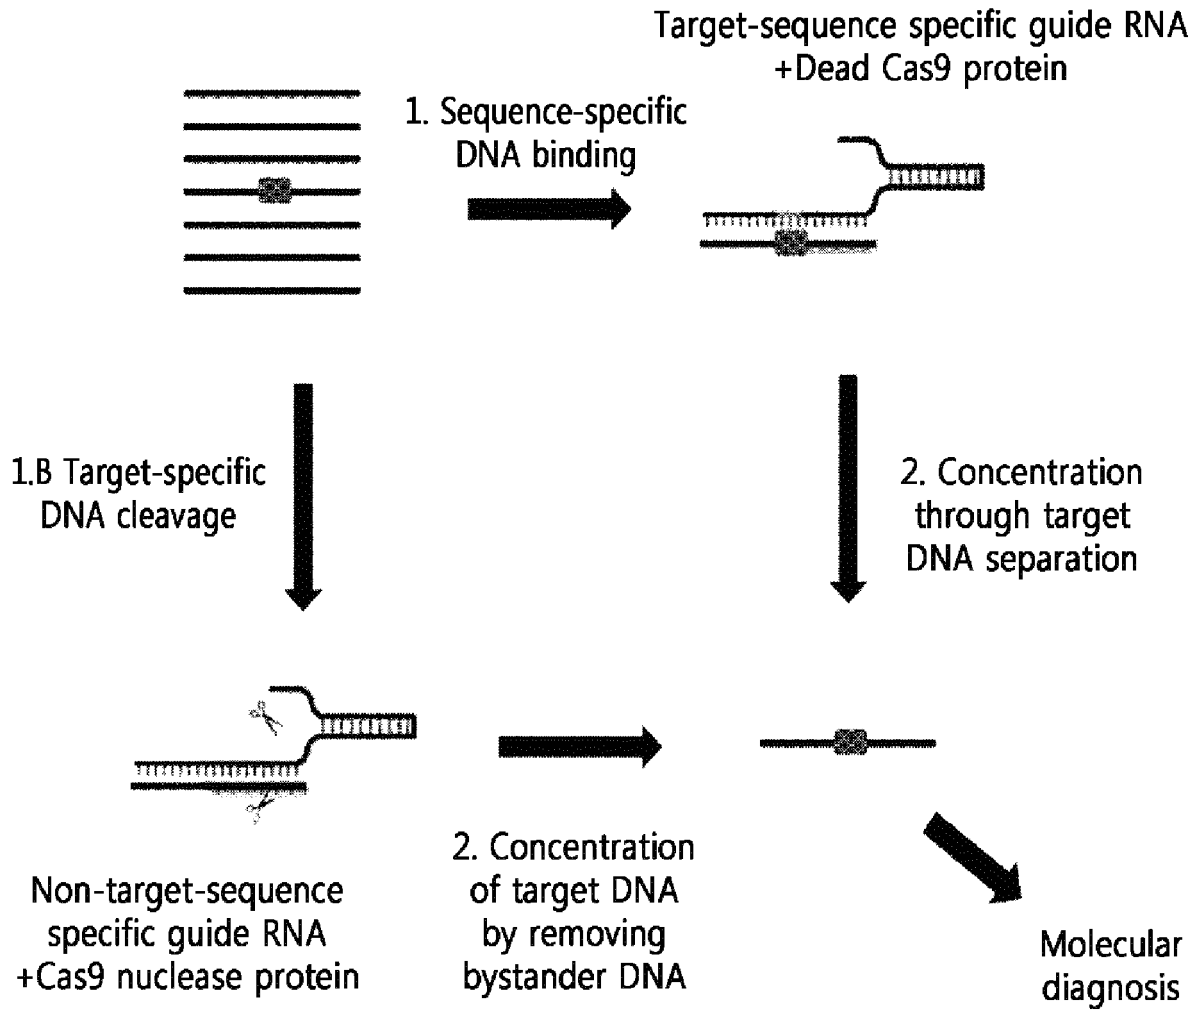 Target-sequence specific guide RNA
+Dead Cas9 protein
1. Sequence-specific
DNA binding
1.B Target-specific
DNA cleavage
2. Concentration
through target
DNA separation
Non-target-sequence
specific guide RNA
+Cas9 nuclease protein
2. Concentration
of target DNA
by removing
bystander DNA
Molecular
diagnosis